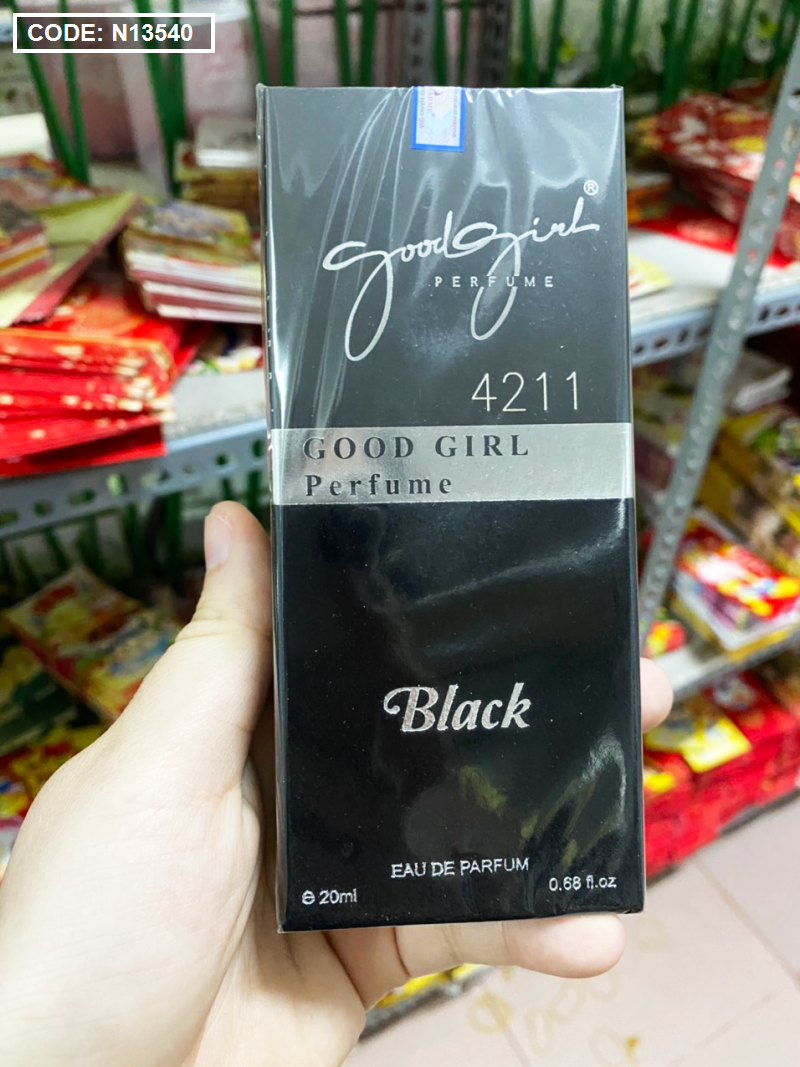 CODE: N13540
good girl ®
PERFUME
4211
GOOD GIRL
Perfume
Black
EAU DE PARFUM
℮ 20ml
0.68 fl.oz